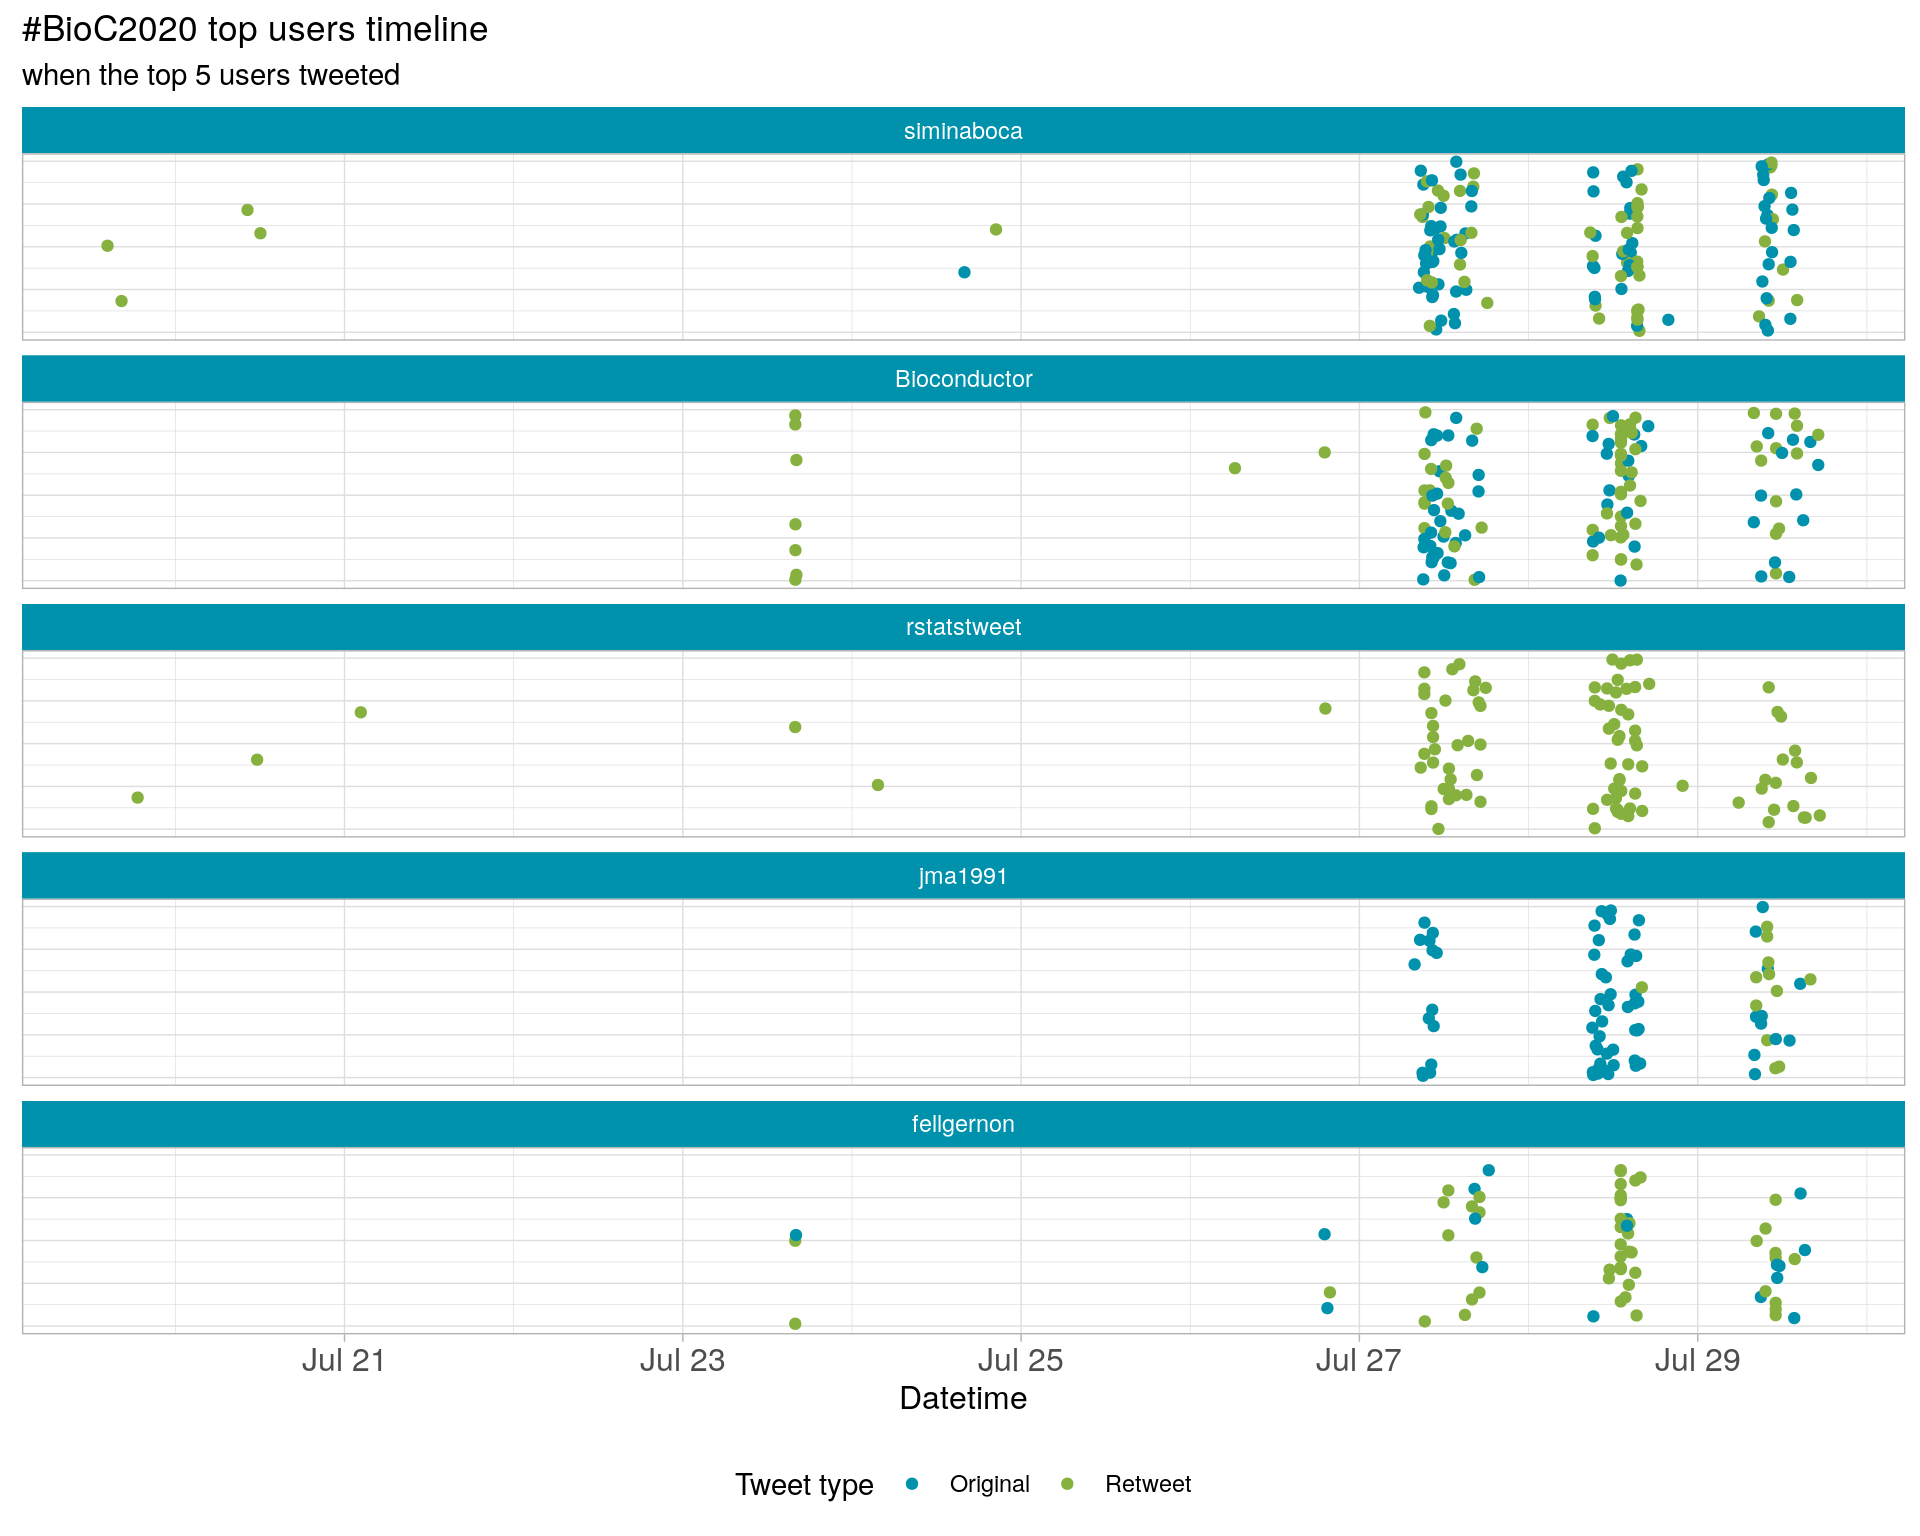 #BioC2020 top users timeline
when the top 5 users tweeted
siminaboca
Bioconductor
rstatstweet
jma1991
fellgernon
Jul 21 Jul 23 Jul 25 Jul 27 Jul 29
Datetime
Tweet type Original Retweet